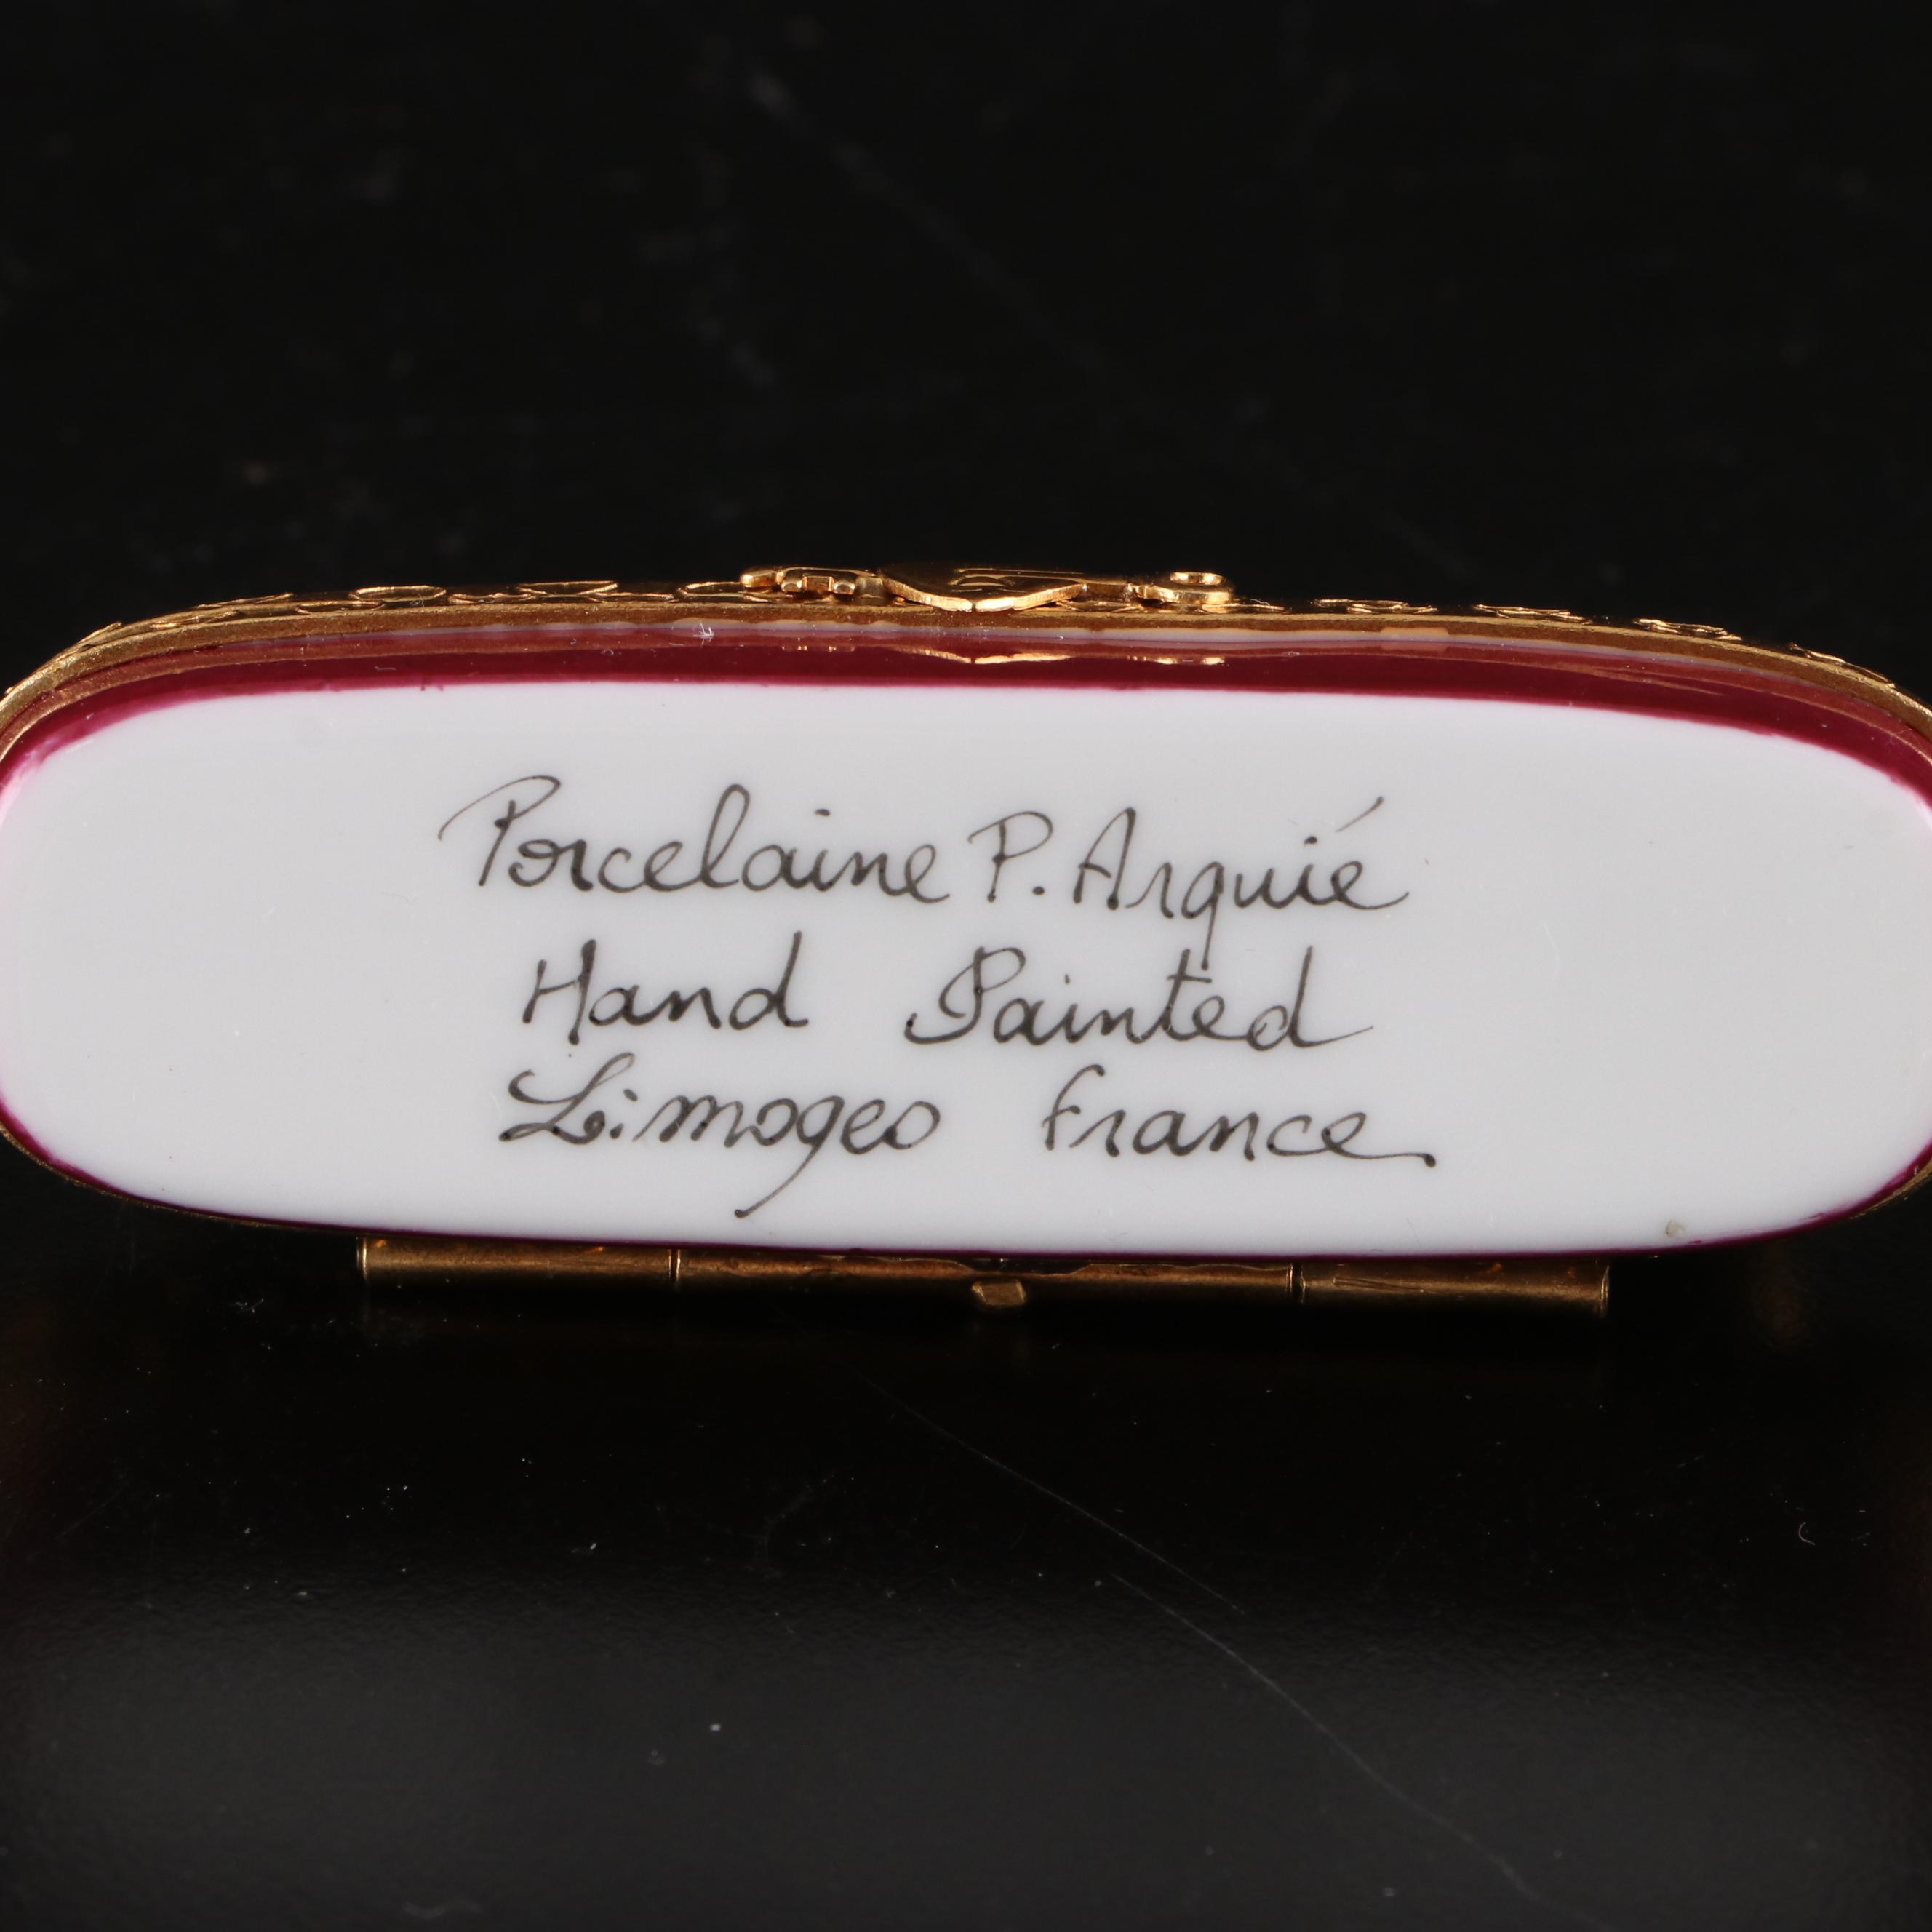 Porcelaine P. Arquié
Hand Painted
Limoges France